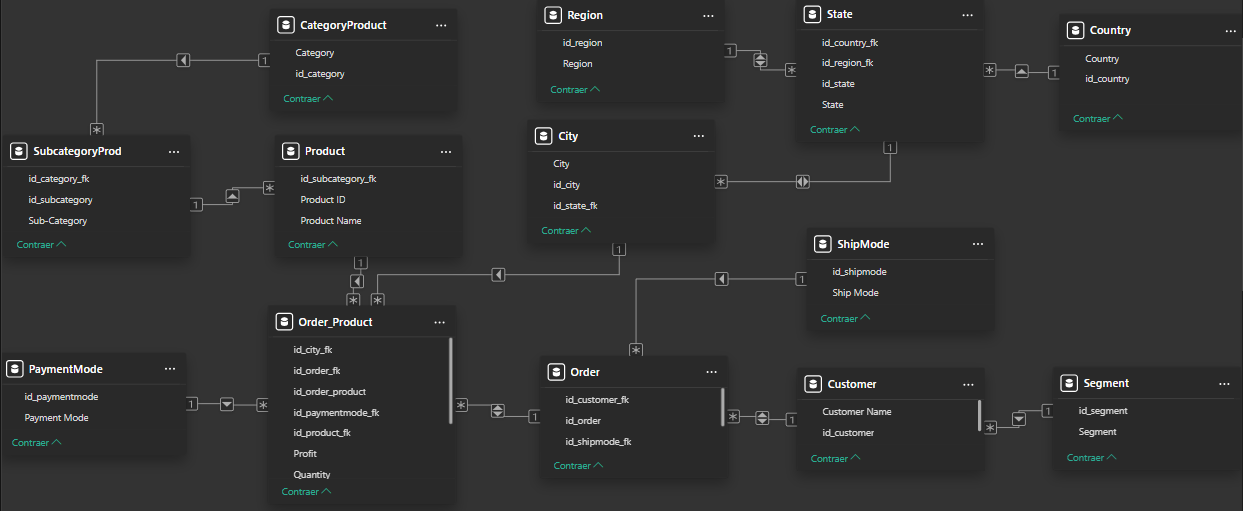 CategoryProduct
Category
id_category
Contraer
Region
id_region
Region
Contraer
State
id_country_fk
id_region_fk
id_state
State
Contraer
Country
Country
id_country
Contraer
SubcategoryProd
id_category_fk
id_subcategory
Sub-Category
Contraer
Product
id_subcategory_fk
Product ID
Product Name
Contraer
City
City
id_city
id_state_fk
Contraer
ShipMode
id_shipmode
Ship Mode
Contraer
PaymentMode
id_paymentmode
Payment Mode
Contraer
Order_Product
id_city_fk
id_order_fk
id_order_product
id_paymentmode_fk
id_product_fk
Profit
Quantity
Contraer
Order
id_customer_fk
id_order
id_shipmode_fk
Contraer
Customer
Customer Name
id_customer
Contraer
Segment
id_segment
Segment
Contraer
1
*
1
*
1
*
1
*
1
*
1
*
1
*
1
*
1
*
1
*
1
*
1
*